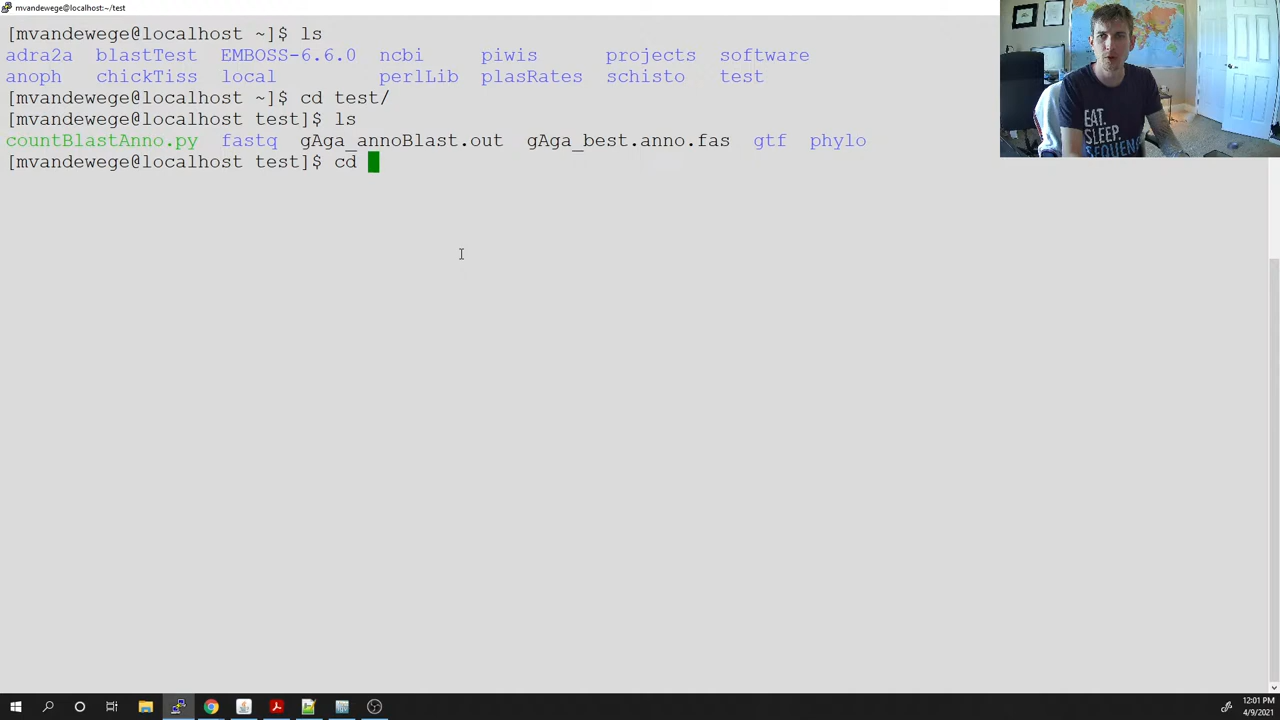 mvandewege@localhost:~/test
[mvandewege@localhost ~]$ ls
adra2a blastTest EMBOSS-6.6.0 ncbi piwis projects software
anoph chickTiss local perlLib plasRates schisto test
[mvandewege@localhost ~]$ cd test/
[mvandewege@localhost test]$ ls
countBlastAnno.py fastq gAga_annoBlast.out gAga_best.anno.fas gtf phylo
[mvandewege@localhost test]$ cd
EAT.
SLEEP.
SEQUENCE
12:01 PM
4/9/2021